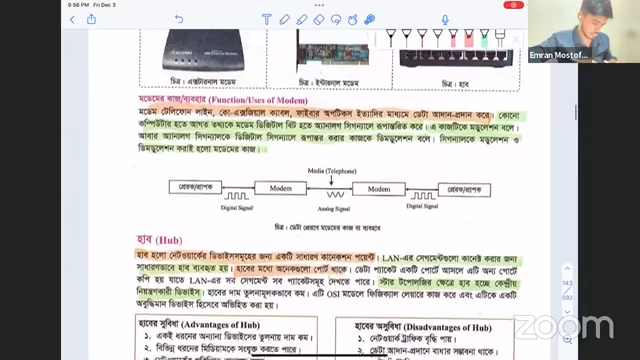 9:56 PM Fri Dec 3
Emran Mostof...
চিত্র : এক্সটারনাল মডেম
চিত্র : ইন্টারনাল মডেম
চিত্র : হাব
মডেমের কাজ/ব্যবহার (Function/Uses of Modem)
মডেম টেলিফোন লাইন, কো-এক্সজিয়াল ক্যাবল, ফাইবার অপটিকস ইত্যাদির মাধ্যমে ডেটা আদান-প্রদান করে। কোনো
কম্পিউটার হতে আগত তথ্যকে মডেম ডিজিটাল বিট হতে অ্যানালগ সিগন্যালে রূপান্তরিত করে। এ কাজটিকে মডুলেশন বলে।
আবার অ্যানালগ সিগন্যালকে ডিজিটাল সিগন্যালে রূপান্তর করার কাজকে ডিমডুলেশন বলে। সিগন্যালকে মডুলেশন ও
ডিমডুলেশন করাই হলো মডেমের কাজ।
Media (Telephone)
প্রেরক/প্রাপক
Modem
Modem
প্রেরক/প্রাপক
Digital Signal
Analog Signal
Digital Signal
চিত্র : ডেটা প্রেরণে মডেমের কাজ বা ব্যবহার
হাব (Hub)
হাব হলো নেটওয়ার্কের ডিভাইসসমূহের জন্য একটি সাধারণ কানেকশন পয়েন্ট। LAN-এর সেগমেন্টগুলো কানেক্ট করার জন্য
সাধারণভাবে হাব ব্যবহৃত হয়। হাবের মধ্যে অনেকগুলো পোর্ট থাকে। ডেটা প্যাকেট একটি পোর্টে আসলে এটি অন্য পোর্টে
কপি হয় যাতে LAN-এর সব সেগমেন্ট সব প্যাকেটসমূহ দেখতে পারে। স্টার টপোলজির ক্ষেত্রে হাব হচ্ছে কেন্দ্রীয়
নিয়ন্ত্রণকারী ডিভাইস। হাবের দাম তুলনামূলকভাবে কম। এটি OSI মডেলে ফিজিক্যাল লেয়ারে কাজ করে এবং এটিকে একটি
অবুদ্ধিমান ডিভাইস হিসেবে অভিহিত করা হয়।
হাবের সুবিধা (Advantages of Hub)
হাবের অসুবিধা (Disadvantages of Hub)
১. একই ধরনের অন্যান্য ডিভাইসের তুলনায় দাম কম।
১. নেটওয়ার্ক ট্রাফিক বৃদ্ধি পায়।
২. বিভিন্ন ধরনের মিডিয়ামকে সংযুক্ত করতে পারে।
২. ডেটা আদান-প্রদানে বাধার সম্ভাবনা থাকে।
143
592
zoom